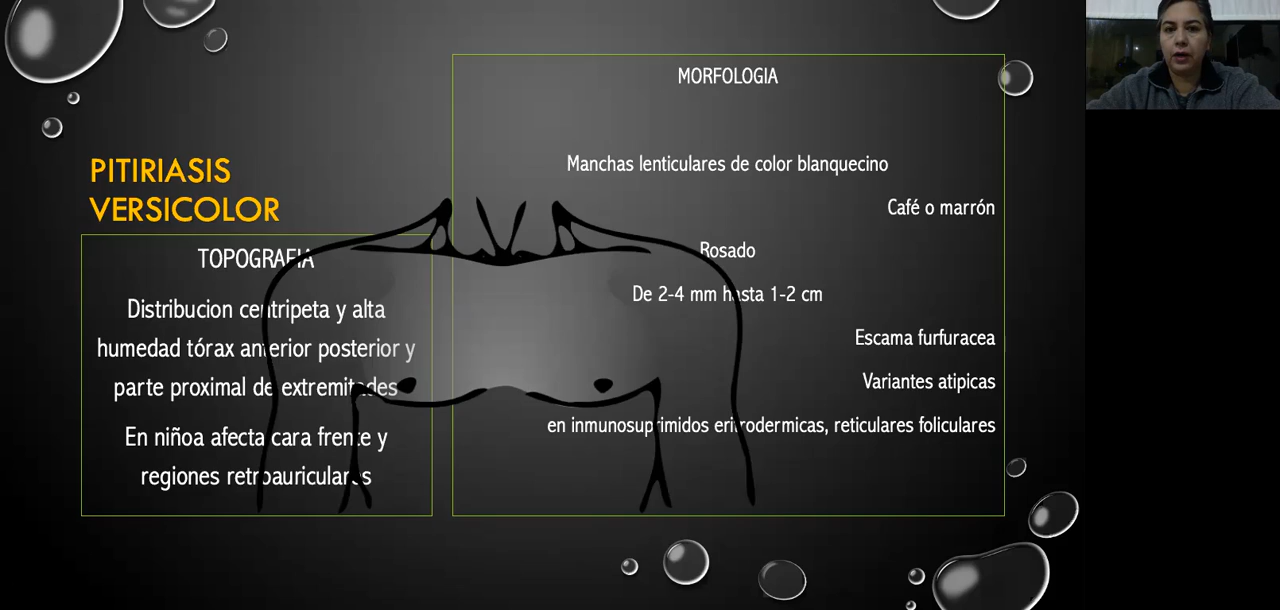 PITIRIASIS
VERSICOLOR
TOPOGRAFIA
Distribucion centripeta y alta
humedad tórax anterior posterior y
parte proximal de extremitades
En niñoa afecta cara frente y
regiones retroauriculares
MORFOLOGIA
Manchas lenticulares de color blanquecino
Café o marrón
Rosado
De 2-4 mm hasta 1-2 cm
Escama furfuracea
Variantes atipicas
en inmunosuprimidos eritrodermicas, reticulares foliculares